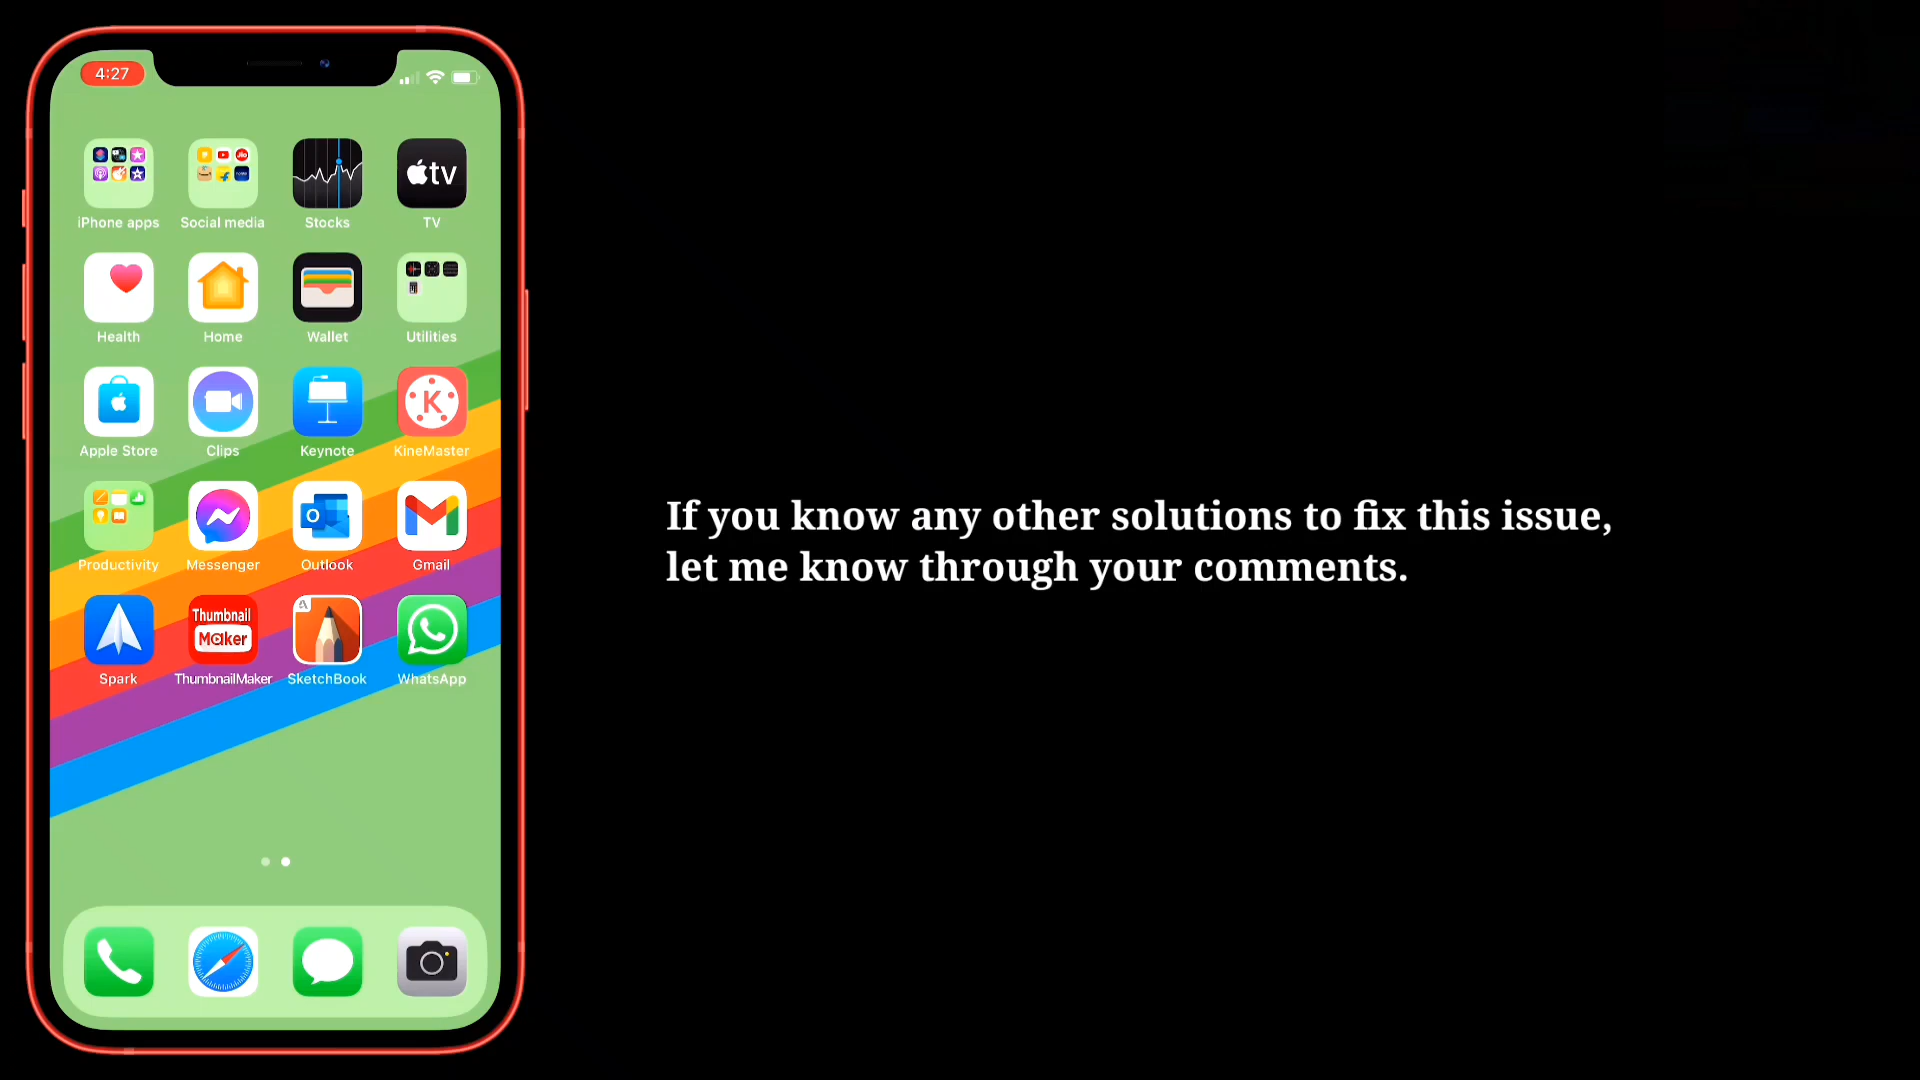 4:27
tv
iPhone apps
Social media
Stocks
TV
Health
Home
Wallet
Utilities
K
Apple Store
Clips
Keynote
KineMaster
Productivity
Messenger
Outlook
Gmail
Thumbnail
Maker
Spark
ThumbnailMaker
SketchBook
WhatsApp
If you know any other solutions to fix this issue,
let me know through your comments.